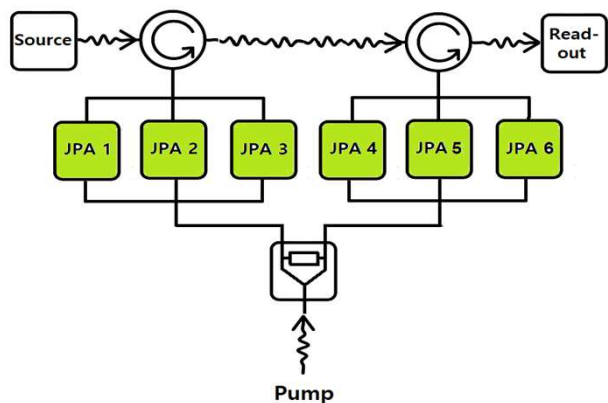 Source
Read-
out
JPA 1
JPA 2
JPA 3
JPA 4
JPA 5
JPA 6
Pump